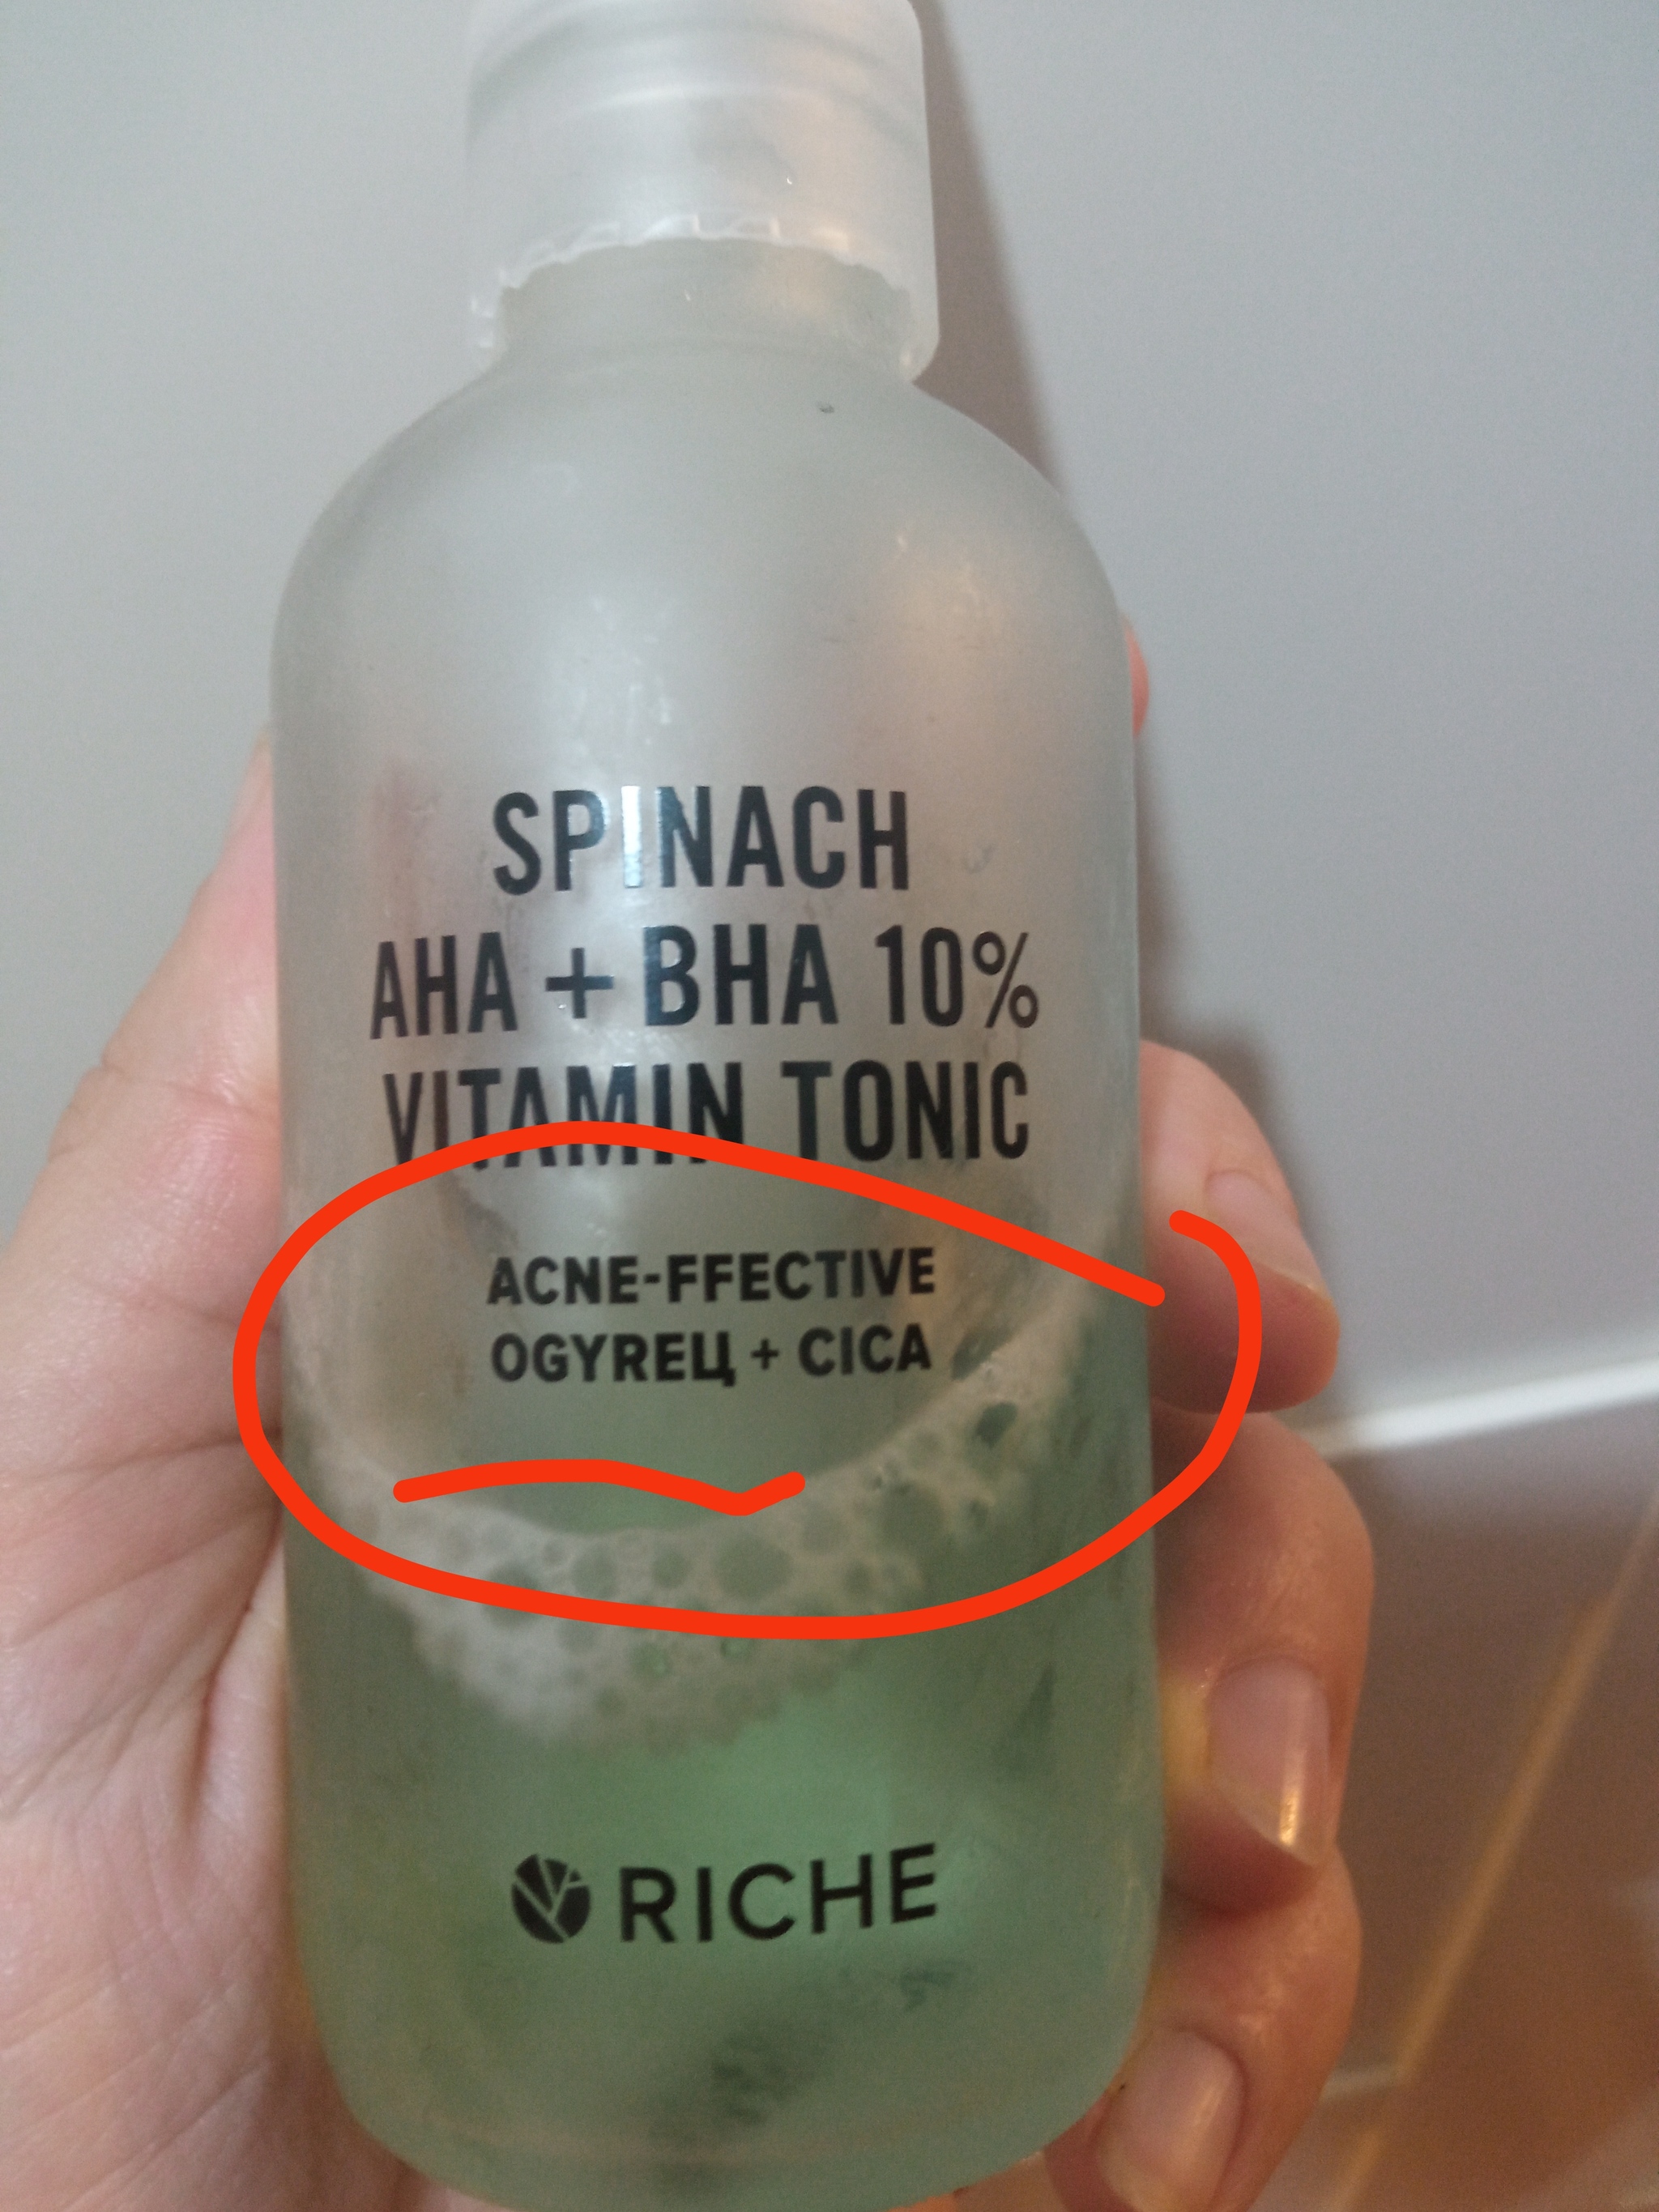 SPINACH
AHA + BHA 10%
VITAMIN TONIC
ACNE-FFECTIVE
OGYREЦ + CICA
RICHE